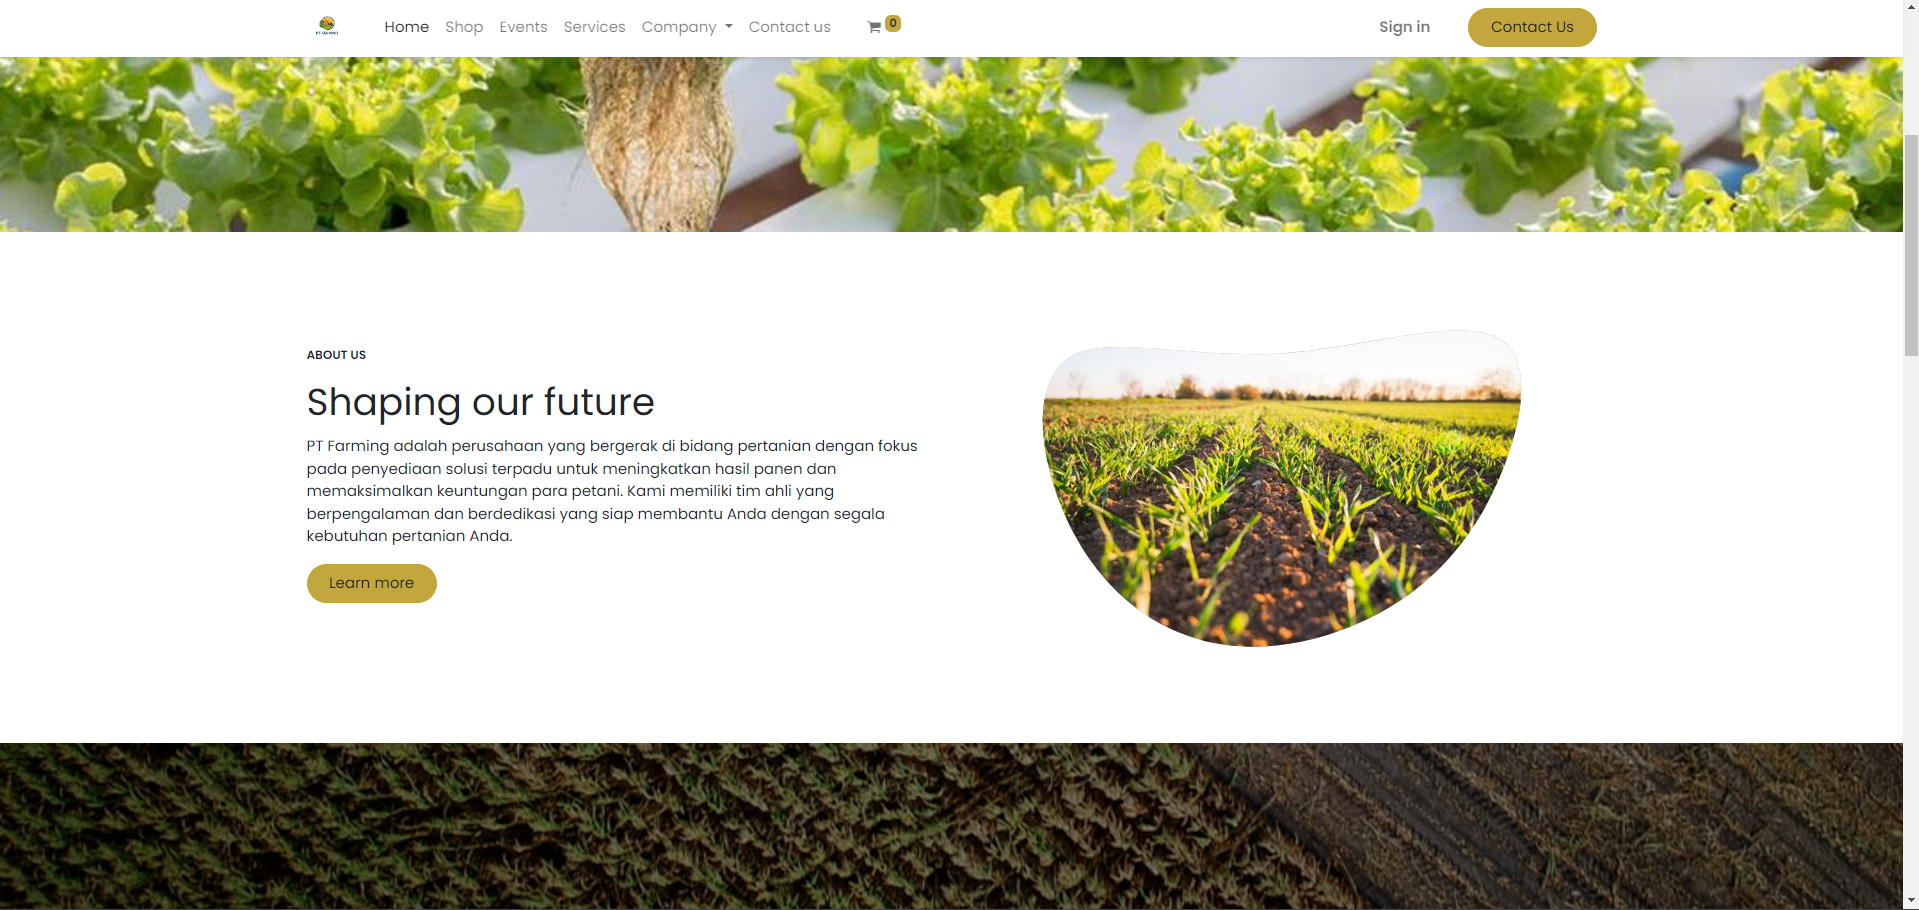 PT FARMING
Home Shop Events Services Company Contact us 0 Sign in Contact Us
ABOUT US
Shaping our future
PT Farming adalah perusahaan yang bergerak di bidang pertanian dengan fokus
pada penyediaan solusi terpadu untuk meningkatkan hasil panen dan
memaksimalkan keuntungan para petani. Kami memiliki tim ahli yang
berpengalaman dan berdedikasi yang siap membantu Anda dengan segala
kebutuhan pertanian Anda.
Learn more